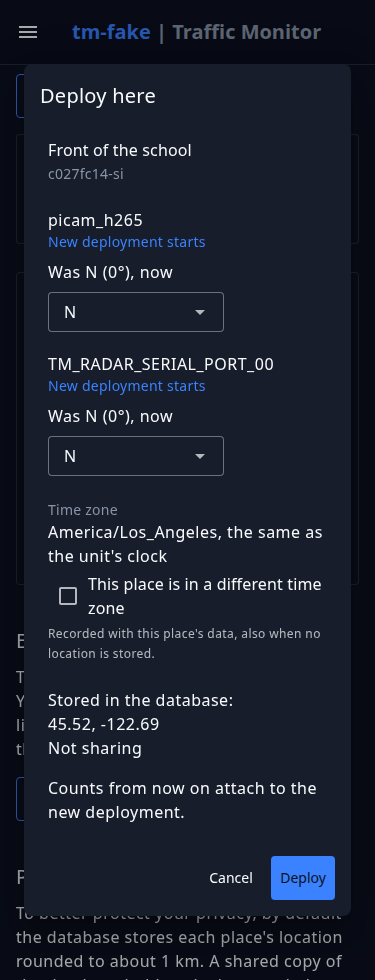 tm-fake | Traffic Monitor
Deploy here
Front of the school
c027fc14-si
picam_h265
New deployment starts
Was N (0°), now
N
TM_RADAR_SERIAL_PORT_00
New deployment starts
Was N (0°), now
N
Time zone
America/Los_Angeles, the same as
the unit's clock
This place is in a different time
zone
Recorded with this place's data, also when no
location is stored.
Stored in the database:
45.52, -122.69
Not sharing
Counts from now on attach to the
new deployment.
Cancel
Deploy
To better protect your privacy, by default
the database stores each place's location
rounded to about 1 km. A shared copy of